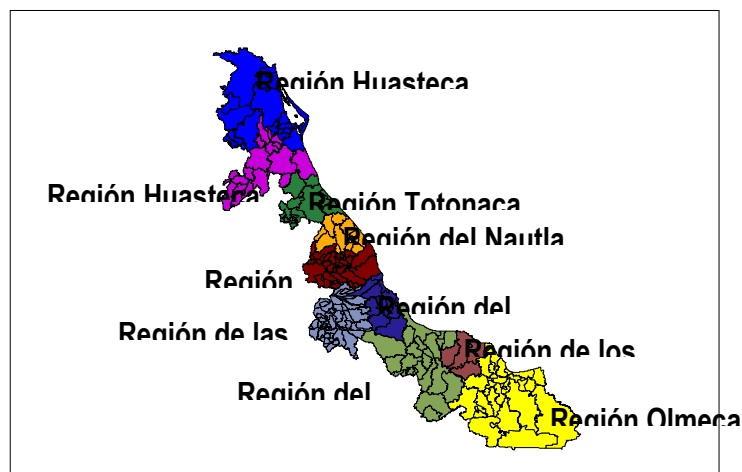 Región Huasteca
Región Huasteca
Región Totonaca
Región del Nautla
Región
Región del
Región de las
Región de los
Región del
Región Olmeca